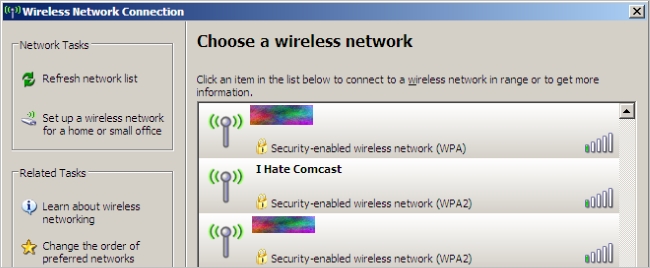 Wireless Network Connection
Network Tasks
Refresh network list
Set up a wireless network
for a home or small office
Related Tasks
Learn about wireless
networking
Change the order of
preferred networks
Choose a wireless network
Click an item in the list below to connect to a wireless network in range or to get more
information.
Security-enabled wireless network (WPA)
I Hate Comcast
Security-enabled wireless network (WPA2)
Security-enabled wireless network (WPA2)